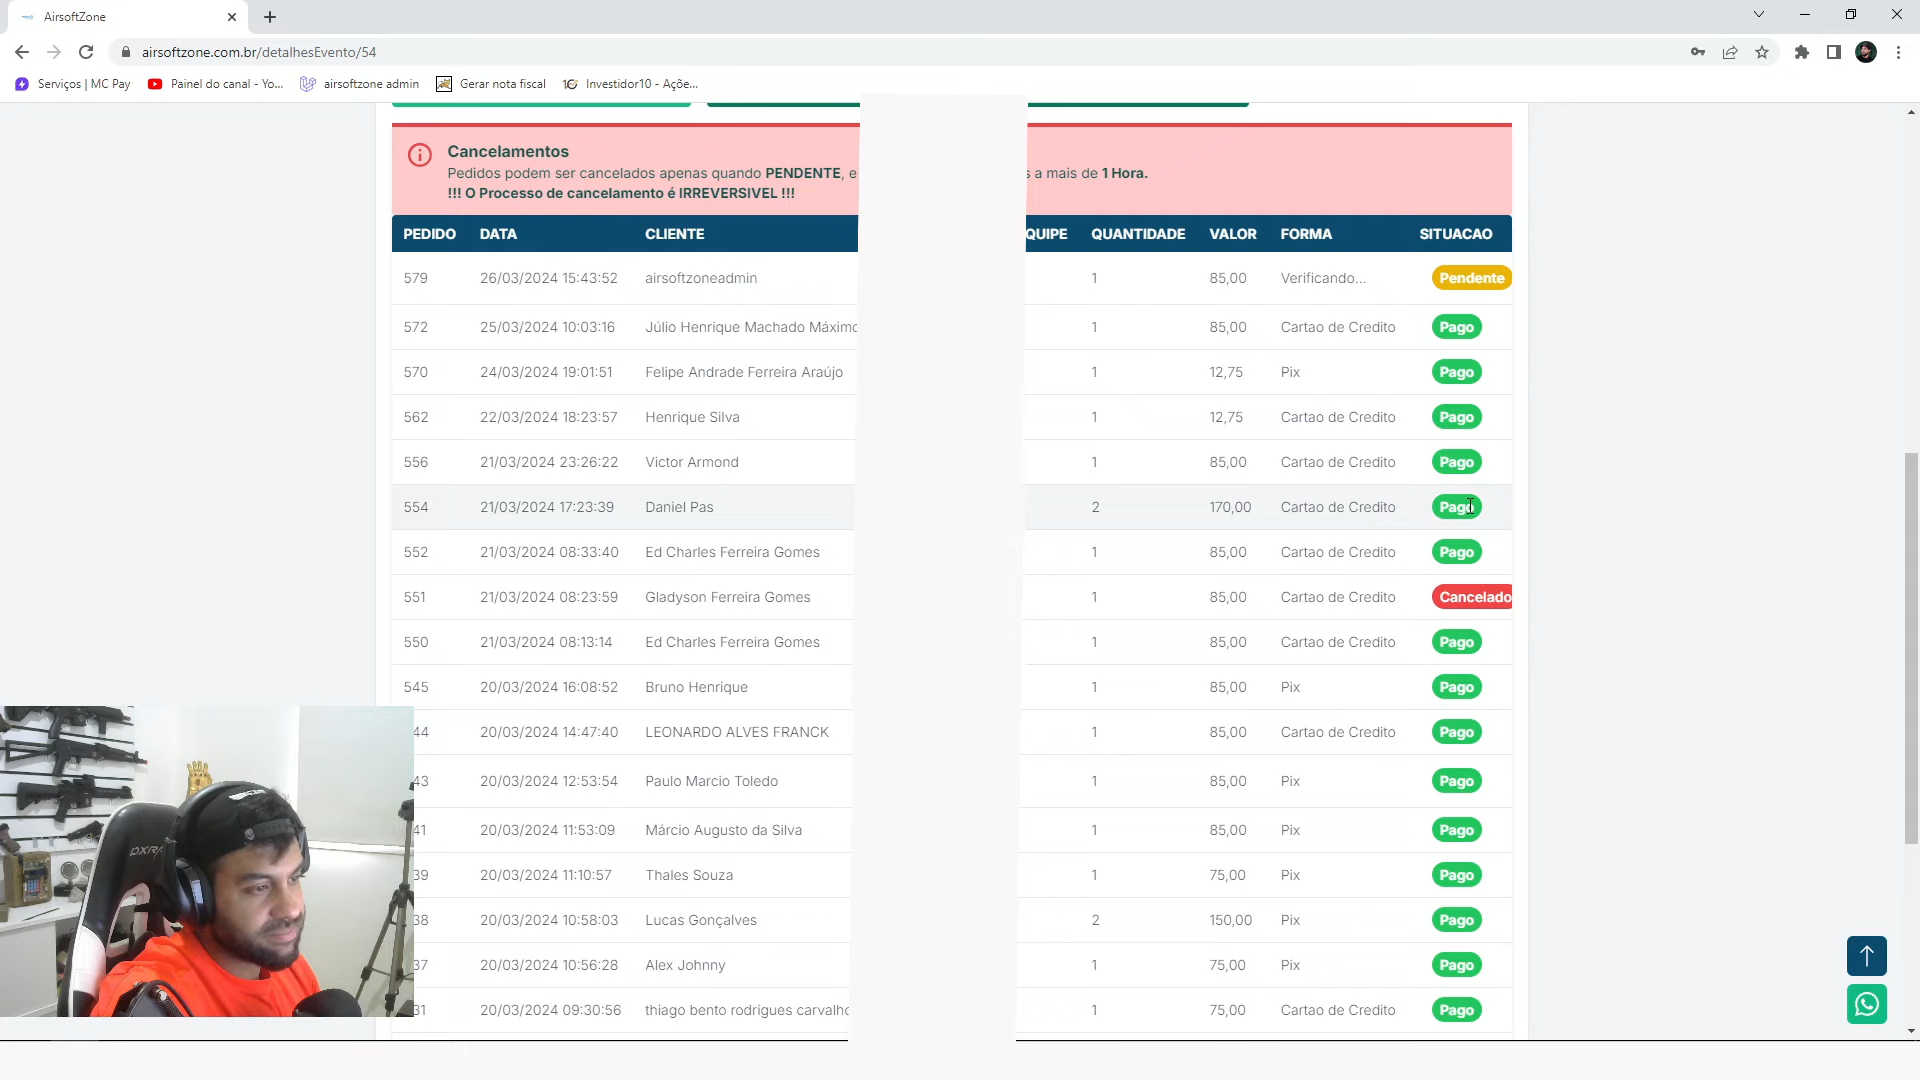 AirsoftZone
airsoftzone.com.br/detalhesEvento/54
Serviços | MC Pay Painel do canal - Yo... airsoftzone admin Gerar nota fiscal Investidor10 - Açõe...
Cancelamentos
Pedidos podem ser cancelados apenas quando PENDENTE, e s a mais de 1 Hora.
!!! O Processo de cancelamento é IRREVERSIVEL !!!
PEDIDO DATA CLIENTE QUIPE QUANTIDADE VALOR FORMA SITUACAO
579 26/03/2024 15:43:52 airsoftzoneadmin 1 85,00 Verificando... Pendente
572 25/03/2024 10:03:16 Júlio Henrique Machado Máximo 1 85,00 Cartao de Credito Pago
570 24/03/2024 19:01:51 Felipe Andrade Ferreira Araújo 1 12,75 Pix Pago
562 22/03/2024 18:23:57 Henrique Silva 1 12,75 Cartao de Credito Pago
556 21/03/2024 23:26:22 Victor Armond 1 85,00 Cartao de Credito Pago
554 21/03/2024 17:23:39 Daniel Pas 2 170,00 Cartao de Credito Pago
552 21/03/2024 08:33:40 Ed Charles Ferreira Gomes 1 85,00 Cartao de Credito Pago
551 21/03/2024 08:23:59 Gladyson Ferreira Gomes 1 85,00 Cartao de Credito Cancelado
550 21/03/2024 08:13:14 Ed Charles Ferreira Gomes 1 85,00 Cartao de Credito Pago
545 20/03/2024 16:08:52 Bruno Henrique 1 85,00 Pix Pago
44 20/03/2024 14:47:40 LEONARDO ALVES FRANCK 1 85,00 Cartao de Credito Pago
43 20/03/2024 12:53:54 Paulo Marcio Toledo 1 85,00 Pix Pago
41 20/03/2024 11:53:09 Márcio Augusto da Silva 1 85,00 Pix Pago
39 20/03/2024 11:10:57 Thales Souza 1 75,00 Pix Pago
38 20/03/2024 10:58:03 Lucas Gonçalves 2 150,00 Pix Pago
37 20/03/2024 10:56:28 Alex Johnny 1 75,00 Pix Pago
31 20/03/2024 09:30:56 thiago bento rodrigues carvalho 1 75,00 Cartao de Credito Pago